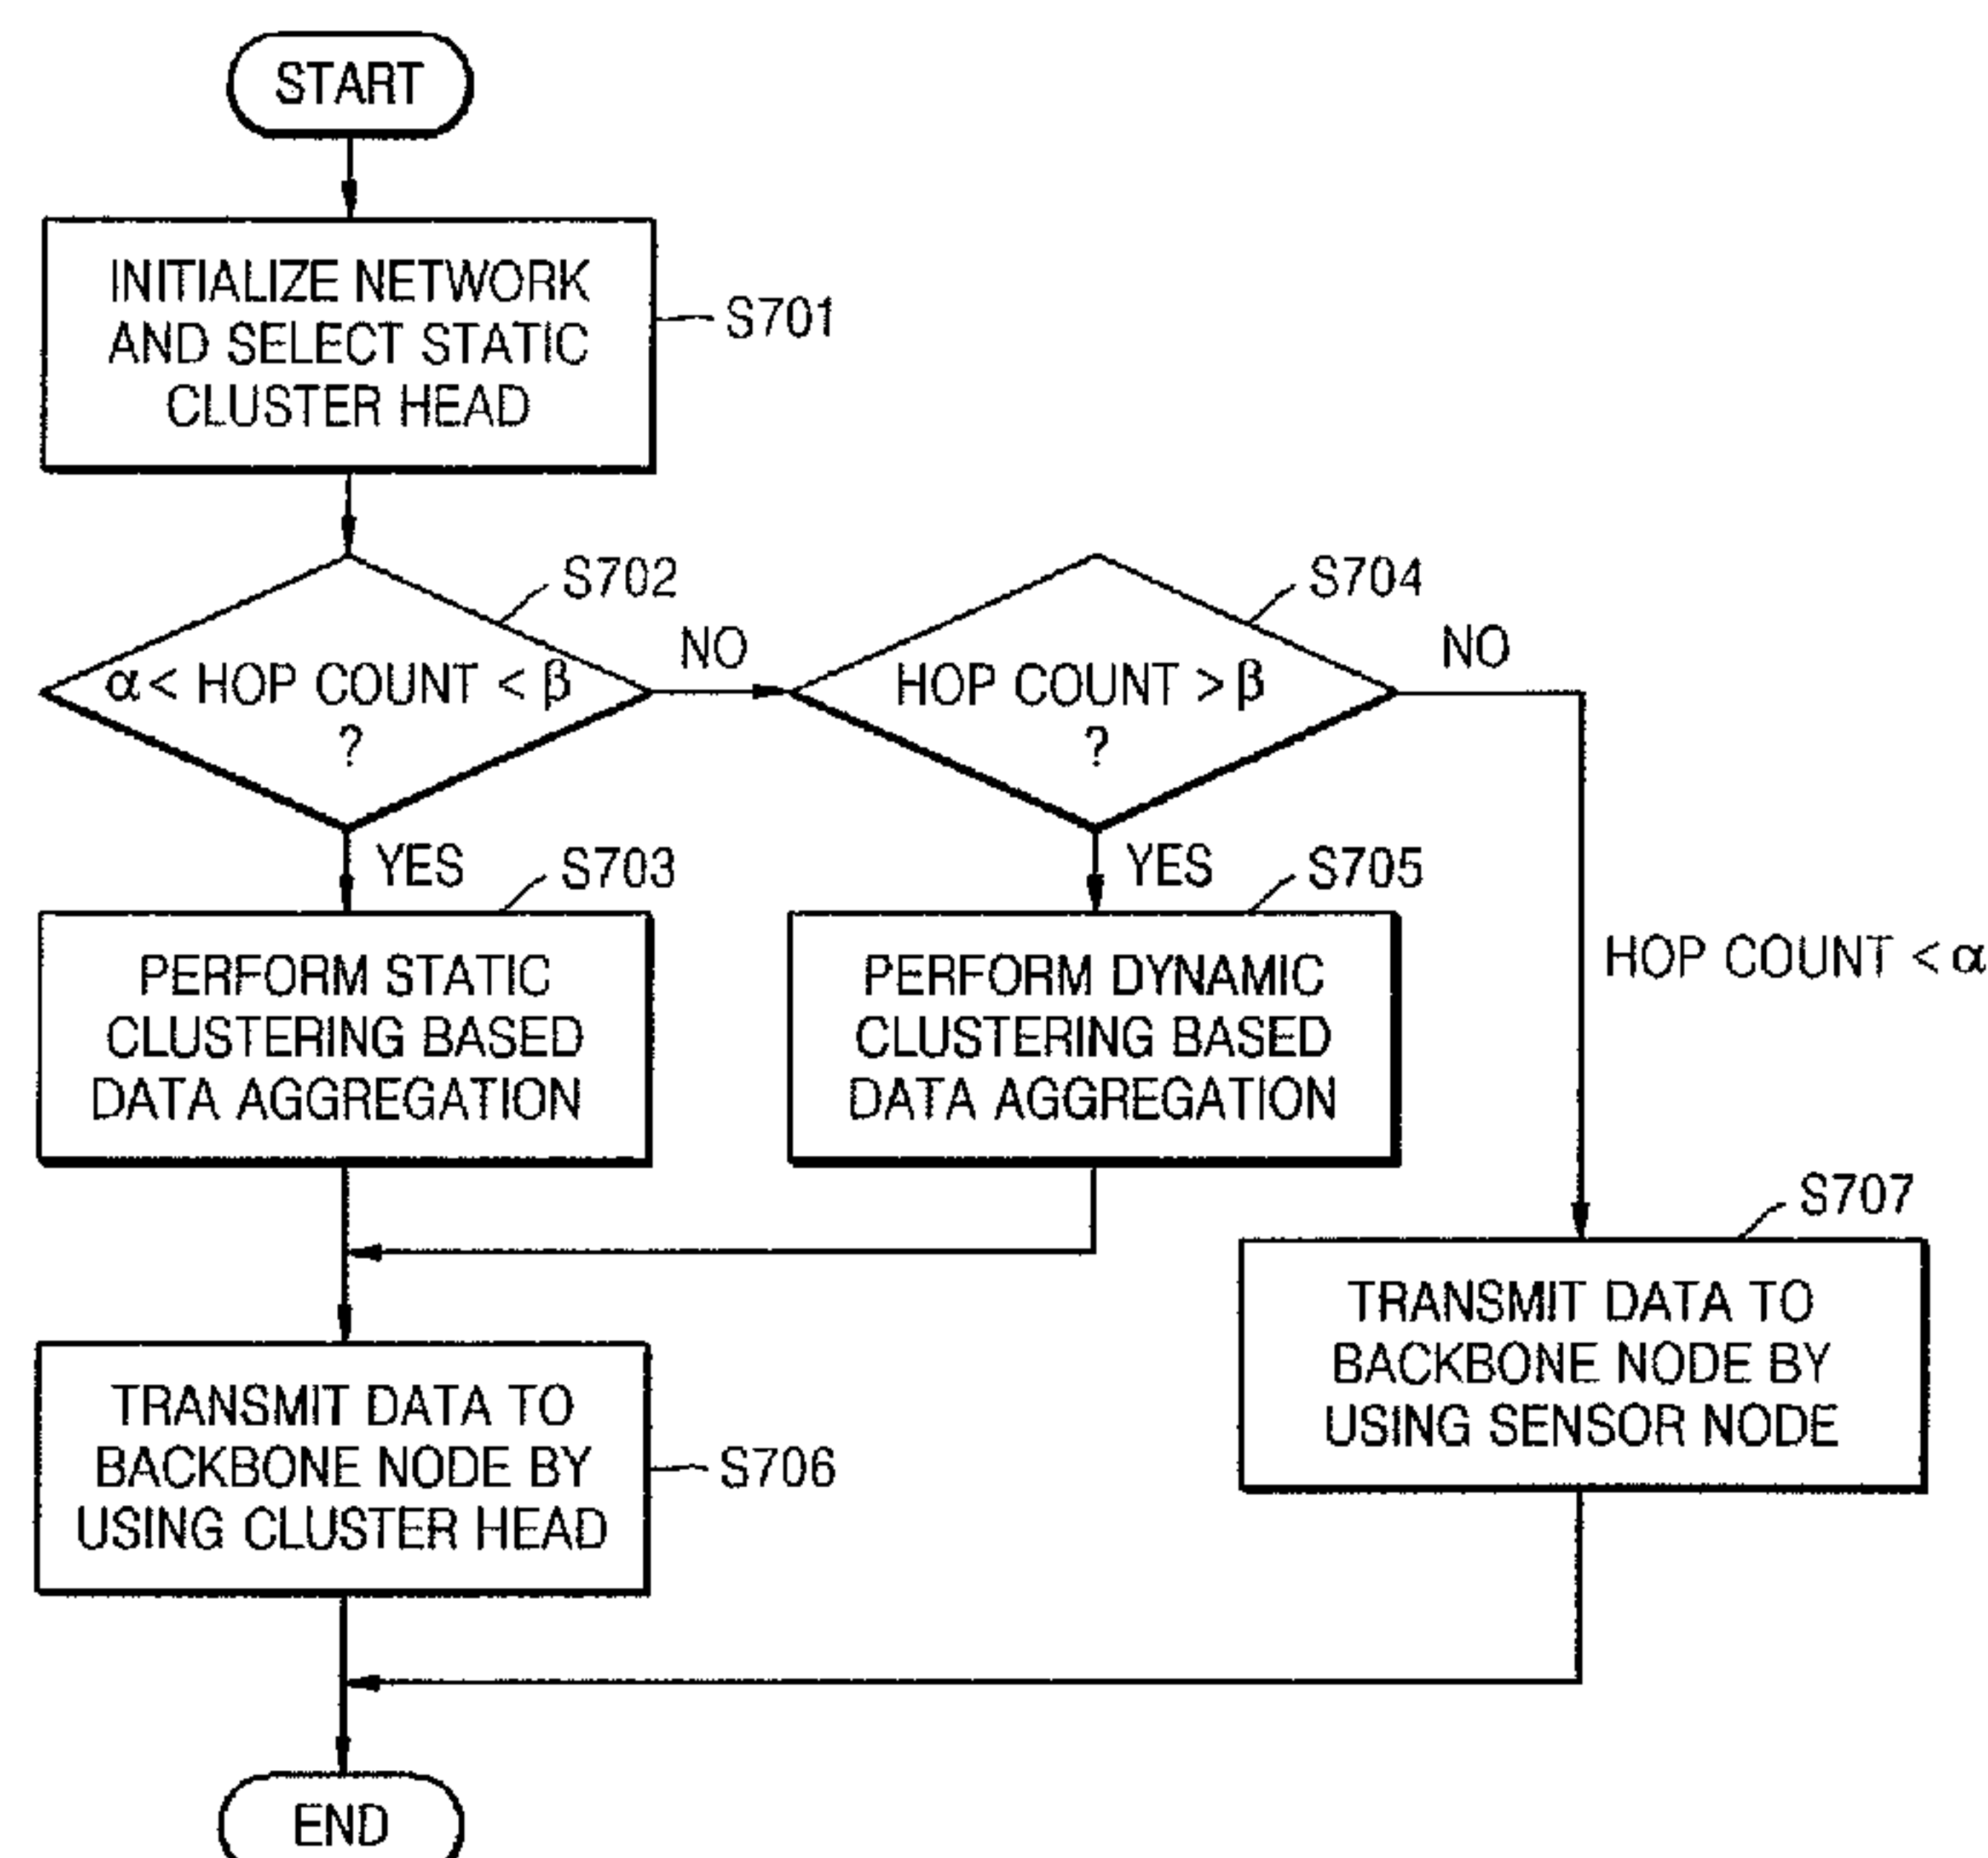 START
INITIALIZE NETWORK
AND SELECT STATIC
CLUSTER HEAD
S701
S702
α < HOP COUNT < β
?
NO
YES
S704
HOP COUNT > β
?
NO
YES
S703
PERFORM STATIC
CLUSTERING BASED
DATA AGGREGATION
S705
PERFORM DYNAMIC
CLUSTERING BASED
DATA AGGREGATION
HOP COUNT < α
S707
TRANSMIT DATA TO
BACKBONE NODE BY
USING SENSOR NODE
TRANSMIT DATA TO
BACKBONE NODE BY
USING CLUSTER HEAD
S706
END